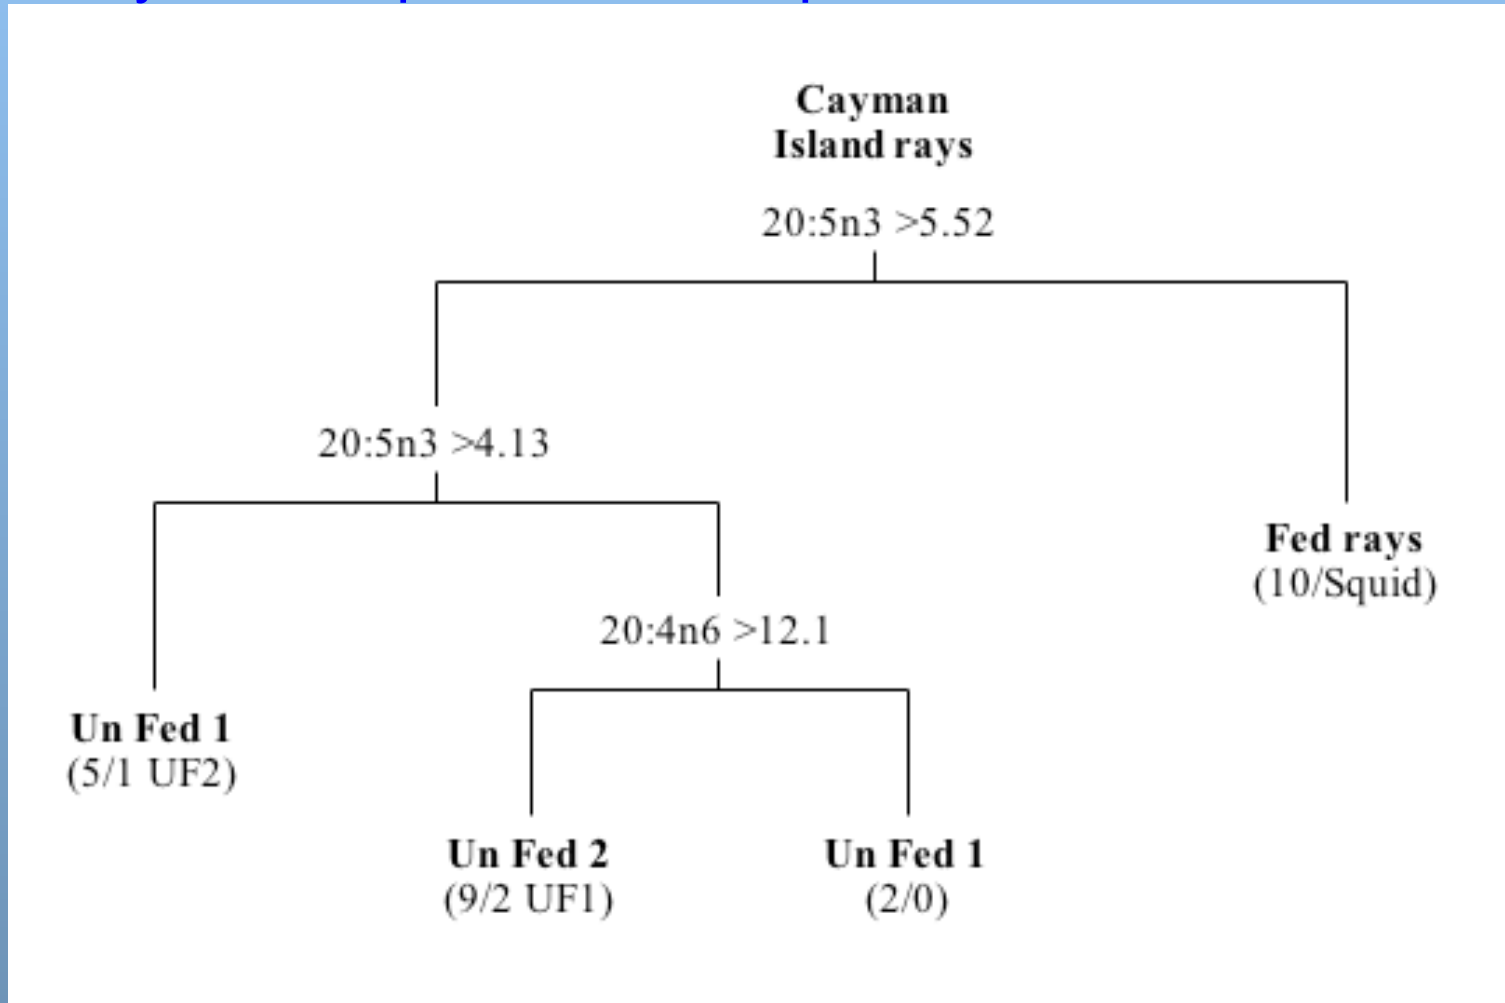 Cayman
Island rays
20:5n3 >5.52
20:5n3 >4.13
Fed rays
(10/Squid)
20:4n6 >12.1
Un Fed 1
(5/1 UF2)
Un Fed 2
(9/2 UF1)
Un Fed 1
(2/0)